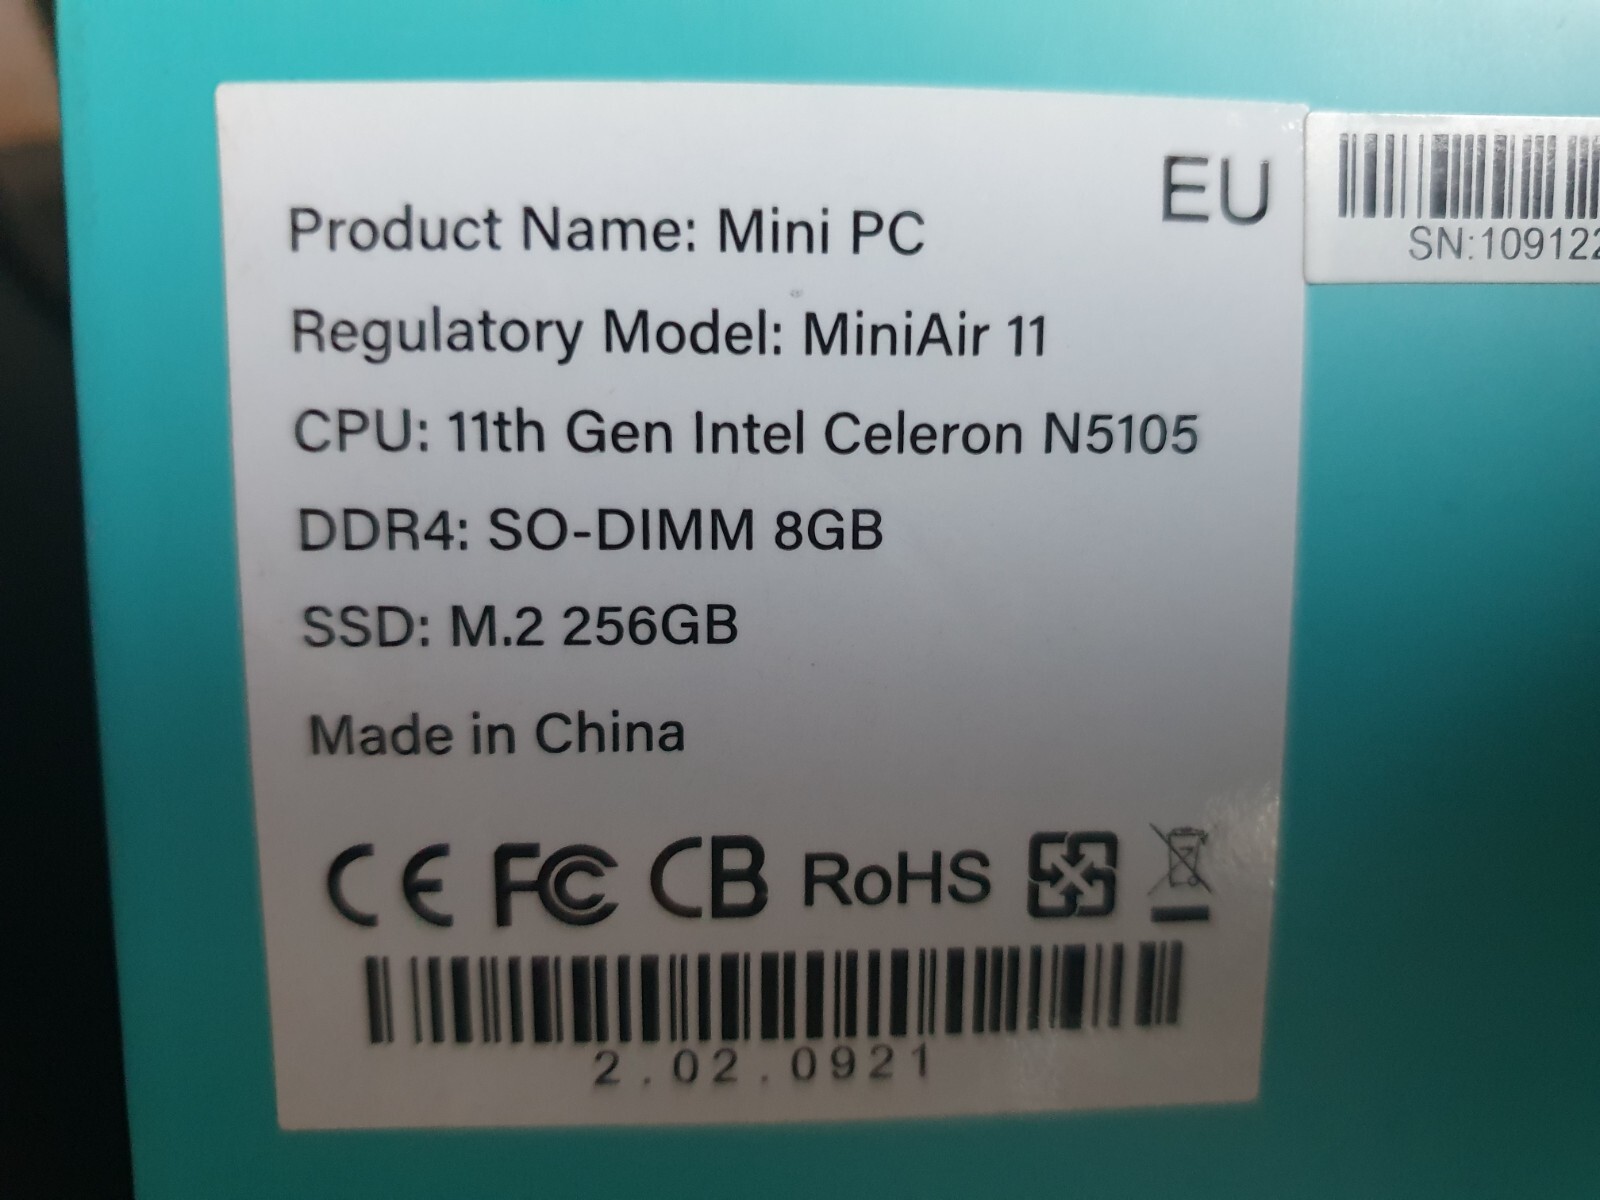 EU
SN:109122
Product Name: Mini PC
Regulatory Model: MiniAir 11
CPU: 11th Gen Intel Celeron N5105
DDR4: SO-DIMM 8GB
SSD: M.2 256GB
Made in China
CE FC CB RoHS
2.02.0921